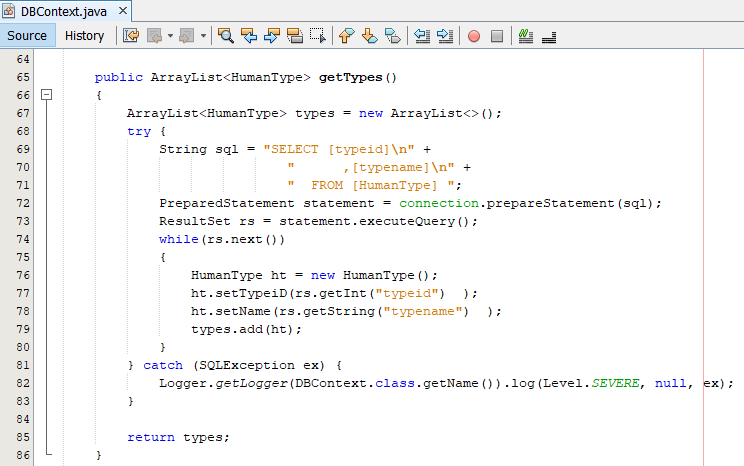 DBContext.java ×
Source History
64
65 public ArrayList<HumanType> getTypes()
66 {
67 ArrayList<HumanType> types = new ArrayList<>();
68 try {
69 String sql = "SELECT [typeid]\n" +
70 "      ,[typename]\n" +
71 "  FROM [HumanType] ";
72 PreparedStatement statement = connection.prepareStatement(sql);
73 ResultSet rs = statement.executeQuery();
74 while(rs.next())
75 {
76 HumanType ht = new HumanType();
77 ht.setTypeiD(rs.getInt("typeid")  );
78 ht.setName(rs.getString("typename")  );
79 types.add(ht);
80 }
81 } catch (SQLException ex) {
82 Logger.getLogger(DBContext.class.getName()).log(Level.SEVERE, null, ex);
83 }
84
85 return types;
86 }